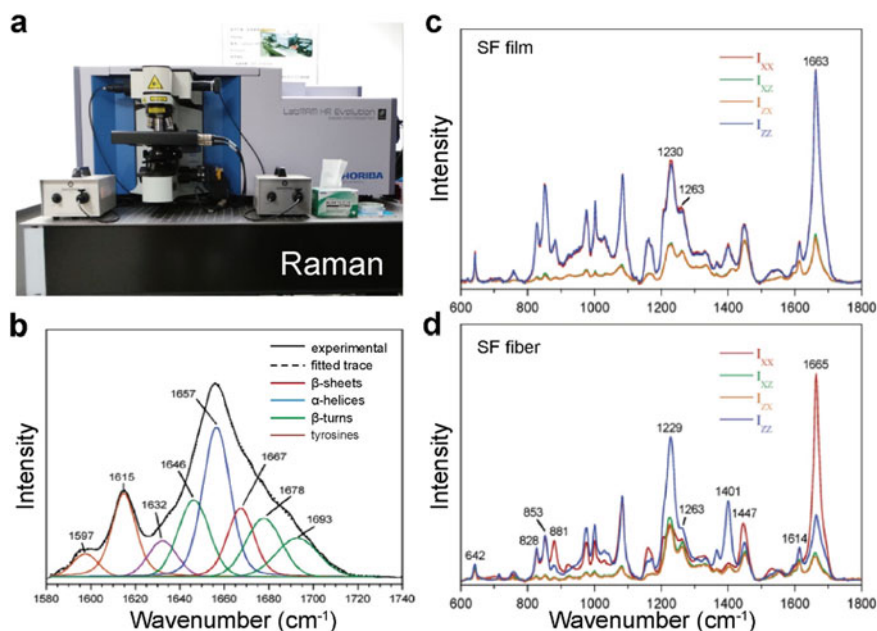 a
LabRAM HR Evolution
HORIBA
Raman
b
Intensity
experimental
fitted trace
β-sheets
α-helices
β-turns
tyrosines
1597
1615
1632
1646
1657
1667
1678
1693
1580 1600 1620 1640 1660 1680 1700 1720 1740
Wavenumber (cm⁻¹)
c
Intensity
SF film
I_XX
I_XZ
I_ZX
I_ZZ
1230
1263
1663
600 800 1000 1200 1400 1600 1800
d
Intensity
SF fiber
I_XX
I_XZ
I_ZX
I_ZZ
642
828
853
881
1229
1263
1401
1447
1614
1665
600 800 1000 1200 1400 1600 1800
Wavenumber (cm⁻¹)